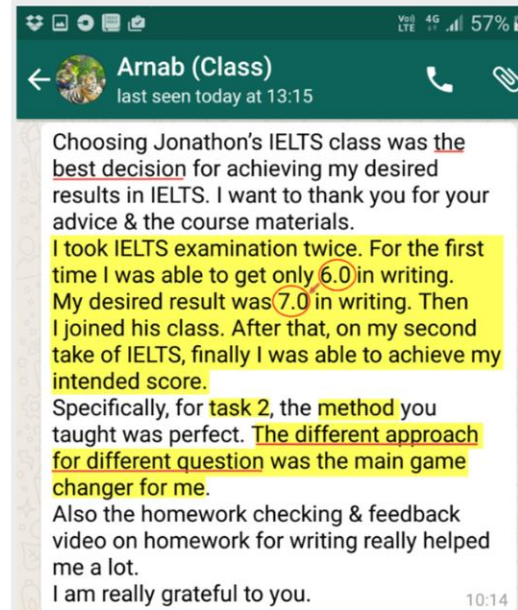 Voi) LTE 4G 57%
Arnab (Class)
last seen today at 13:15
Choosing Jonathon's IELTS class was the
best decision for achieving my desired
results in IELTS. I want to thank you for your
advice & the course materials.
I took IELTS examination twice. For the first
time I was able to get only 6.0 in writing.
My desired result was 7.0 in writing. Then
I joined his class. After that, on my second
take of IELTS, finally I was able to achieve my
intended score.
Specifically, for task 2, the method you
taught was perfect. The different approach
for different question was the main game
changer for me.
Also the homework checking & feedback
video on homework for writing really helped
me a lot.
I am really grateful to you.
10:14